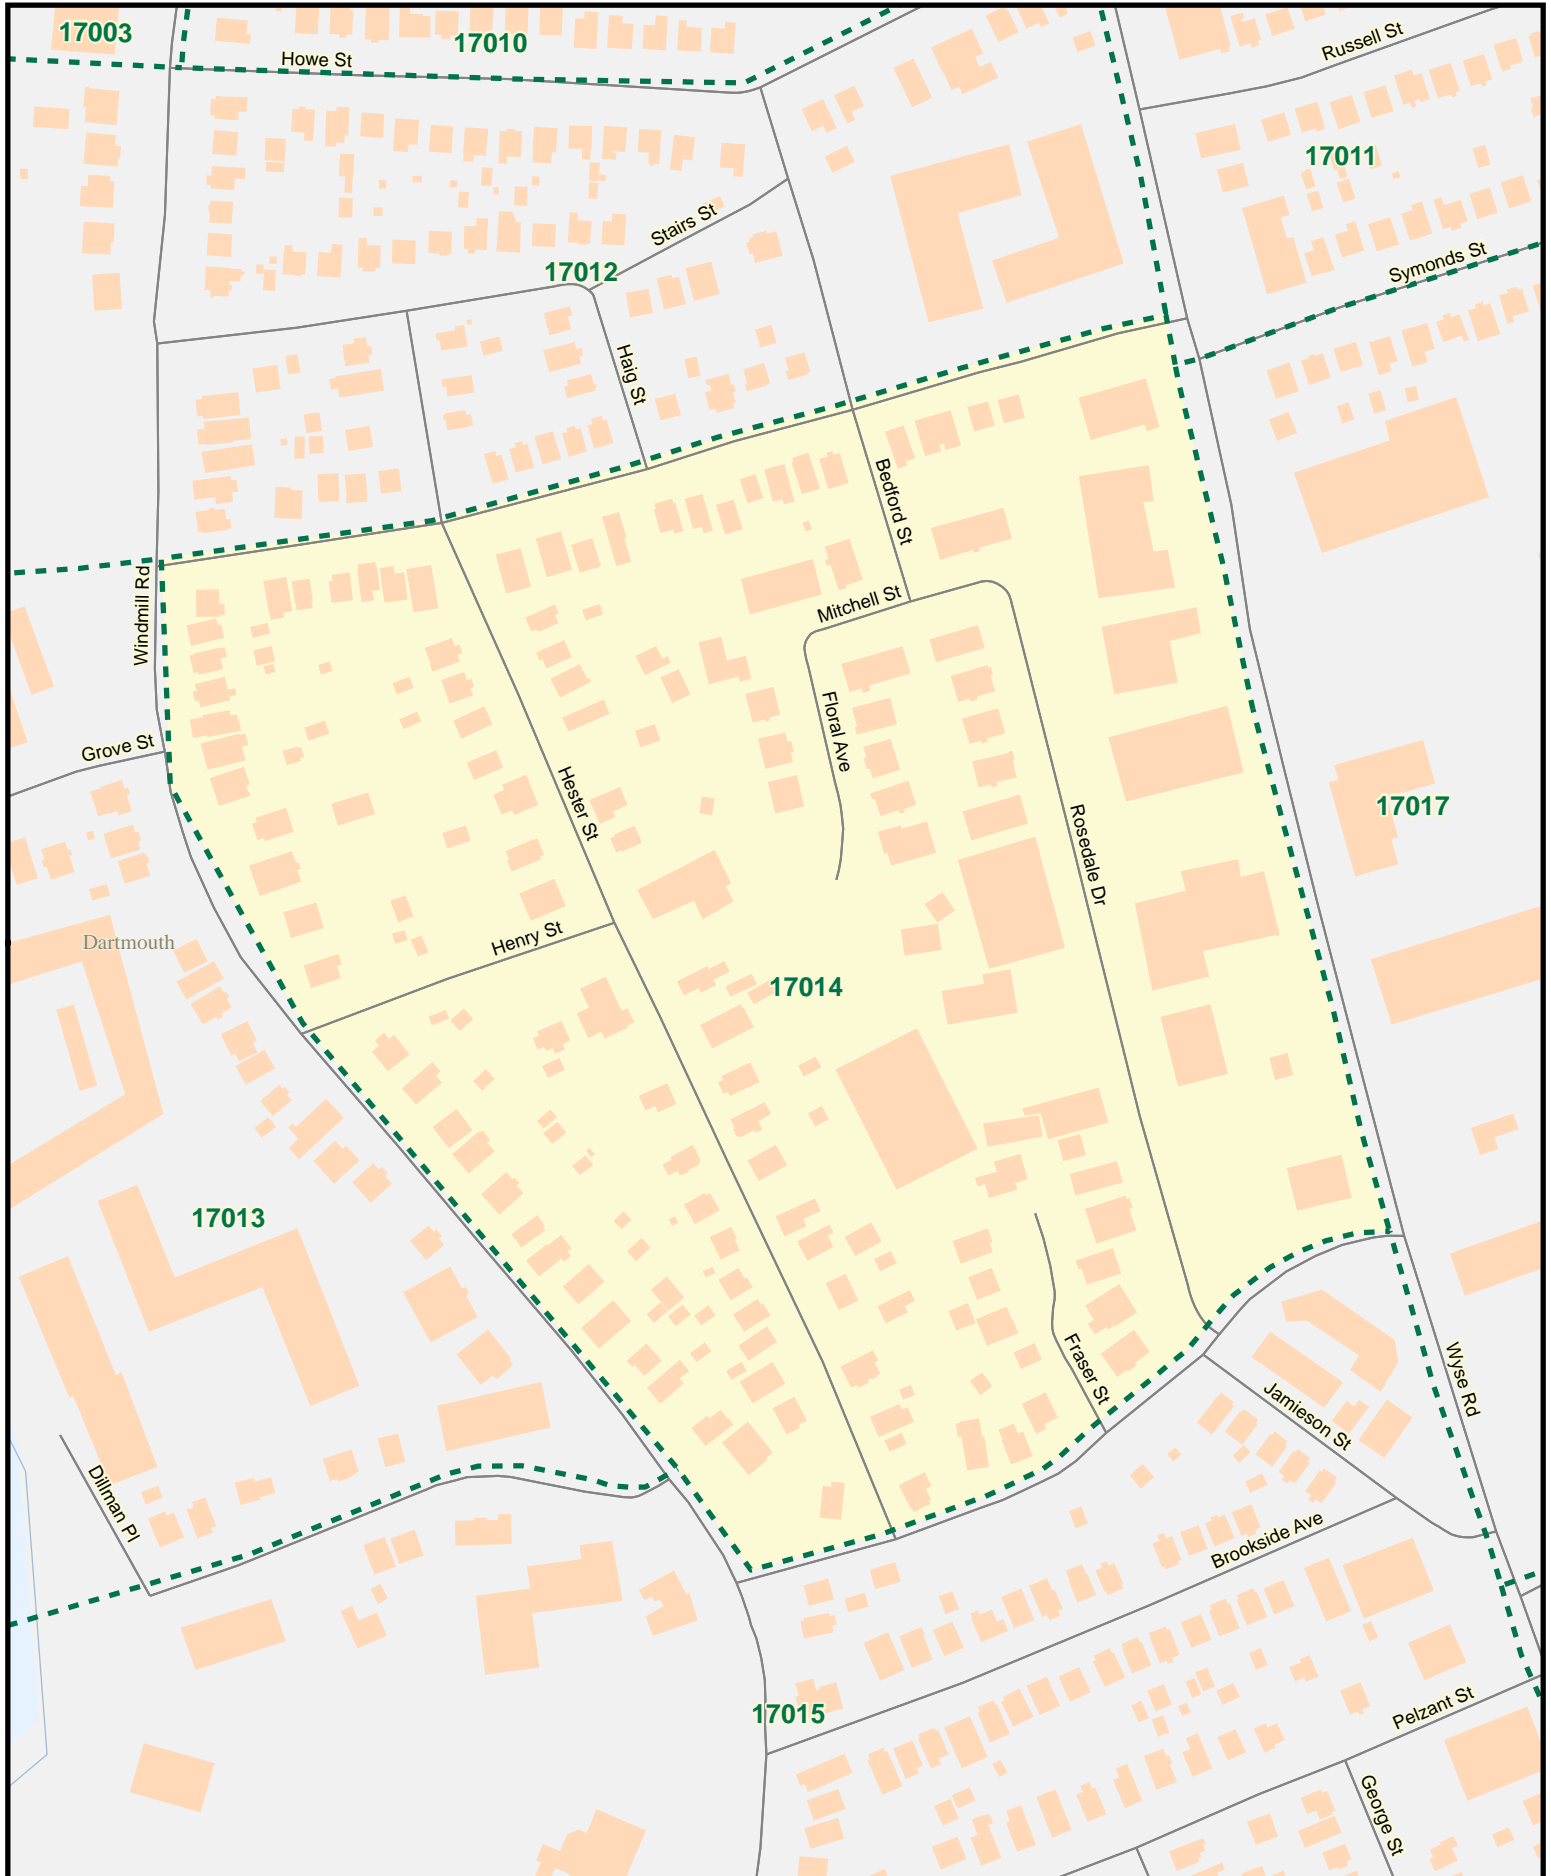 17003
17010
Howe St
Russell St
17011
Stairs St
17012
Symonds St
Haig St
Bedford St
Windmill Rd
Mitchell St
Floral Ave
Grove St
Hester St
17017
Rosedale Dr
Henry St
Dartmouth
17014
17013
Fraser St
Wyse Rd
Jamieson St
Dillman Pl
Brookside Ave
17015
Pelzant St
George St